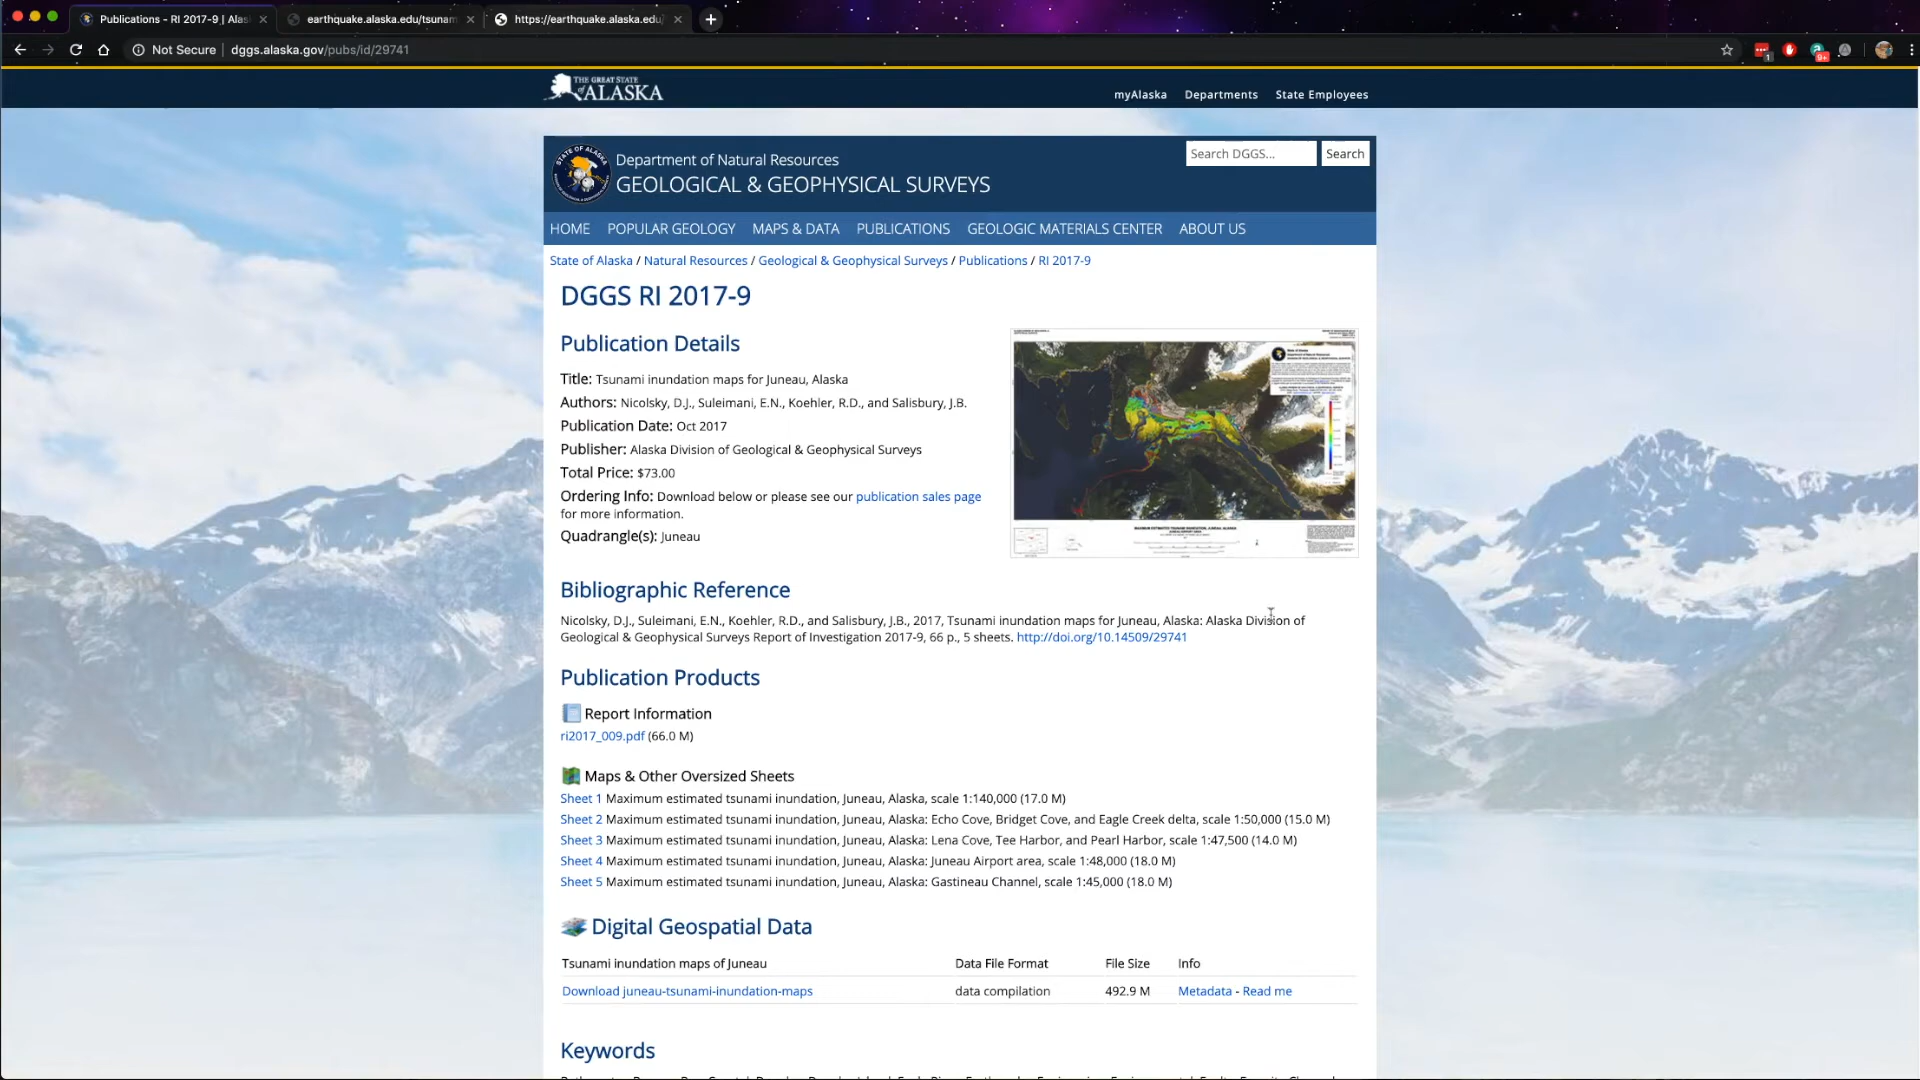 Publications - RI 2017-9 | Alas
earthquake.alaska.edu/tsunam
https://earthquake.alaska.edu/
Not Secure
dggs.alaska.gov/pubs/id/29741
1
9+
THE GREAT STATE
of ALASKA
myAlaska Departments State Employees
STATE OF ALASKA
Department of Natural Resources
GEOLOGICAL & GEOPHYSICAL SURVEYS
Search DGGS...
Search
HOME POPULAR GEOLOGY MAPS & DATA PUBLICATIONS GEOLOGIC MATERIALS CENTER ABOUT US
State of Alaska / Natural Resources / Geological & Geophysical Surveys / Publications / RI 2017-9
DGGS RI 2017-9
Publication Details
Title: Tsunami inundation maps for Juneau, Alaska
Authors: Nicolsky, D.J., Suleimani, E.N., Koehler, R.D., and Salisbury, J.B.
Publication Date: Oct 2017
Publisher: Alaska Division of Geological & Geophysical Surveys
Total Price: $73.00
Ordering Info: Download below or please see our publication sales page
for more information.
Quadrangle(s): Juneau
Bibliographic Reference
Nicolsky, D.J., Suleimani, E.N., Koehler, R.D., and Salisbury, J.B., 2017, Tsunami inundation maps for Juneau, Alaska: Alaska Division of
Geological & Geophysical Surveys Report of Investigation 2017-9, 66 p., 5 sheets. http://doi.org/10.14509/29741
Publication Products
Report Information
ri2017_009.pdf (66.0 M)
Maps & Other Oversized Sheets
Sheet 1 Maximum estimated tsunami inundation, Juneau, Alaska, scale 1:140,000 (17.0 M)
Sheet 2 Maximum estimated tsunami inundation, Juneau, Alaska: Echo Cove, Bridget Cove, and Eagle Creek delta, scale 1:50,000 (15.0 M)
Sheet 3 Maximum estimated tsunami inundation, Juneau, Alaska: Lena Cove, Tee Harbor, and Pearl Harbor, scale 1:47,500 (14.0 M)
Sheet 4 Maximum estimated tsunami inundation, Juneau, Alaska: Juneau Airport area, scale 1:48,000 (18.0 M)
Sheet 5 Maximum estimated tsunami inundation, Juneau, Alaska: Gastineau Channel, scale 1:45,000 (18.0 M)
Digital Geospatial Data
Tsunami inundation maps of Juneau Data File Format File Size Info
Download juneau-tsunami-inundation-maps data compilation 492.9 M Metadata - Read me
Keywords